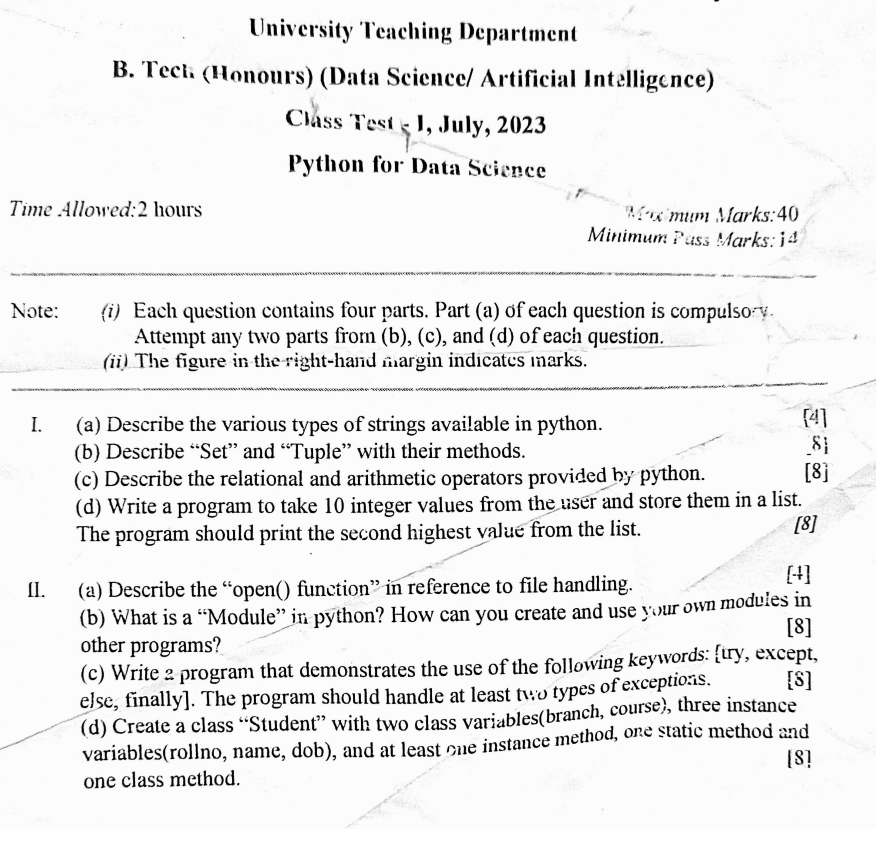 University Teaching Department
B. Tech (Honours) (Data Science/ Artificial Intelligence)
Class Test - I, July, 2023
Python for Data Science
Time Allowed:2 hours Maximum Marks:40
Minimum Pass Marks: 14
Note: (i) Each question contains four parts. Part (a) of each question is compulsory.
Attempt any two parts from (b), (c), and (d) of each question.
(ii) The figure in the right-hand margin indicates marks.
I. (a) Describe the various types of strings available in python. [4]
(b) Describe “Set” and “Tuple” with their methods. 8]
(c) Describe the relational and arithmetic operators provided by python. [8]
(d) Write a program to take 10 integer values from the user and store them in a list.
The program should print the second highest value from the list. [8]
II. (a) Describe the “open() function” in reference to file handling. [4]
(b) What is a “Module” in python? How can you create and use your own modules in
other programs? [8]
(c) Write a program that demonstrates the use of the following keywords: [try, except,
else, finally]. The program should handle at least two types of exceptions. [8]
(d) Create a class “Student” with two class variables(branch, course), three instance
variables(rollno, name, dob), and at least one instance method, one static method and
one class method. [8]